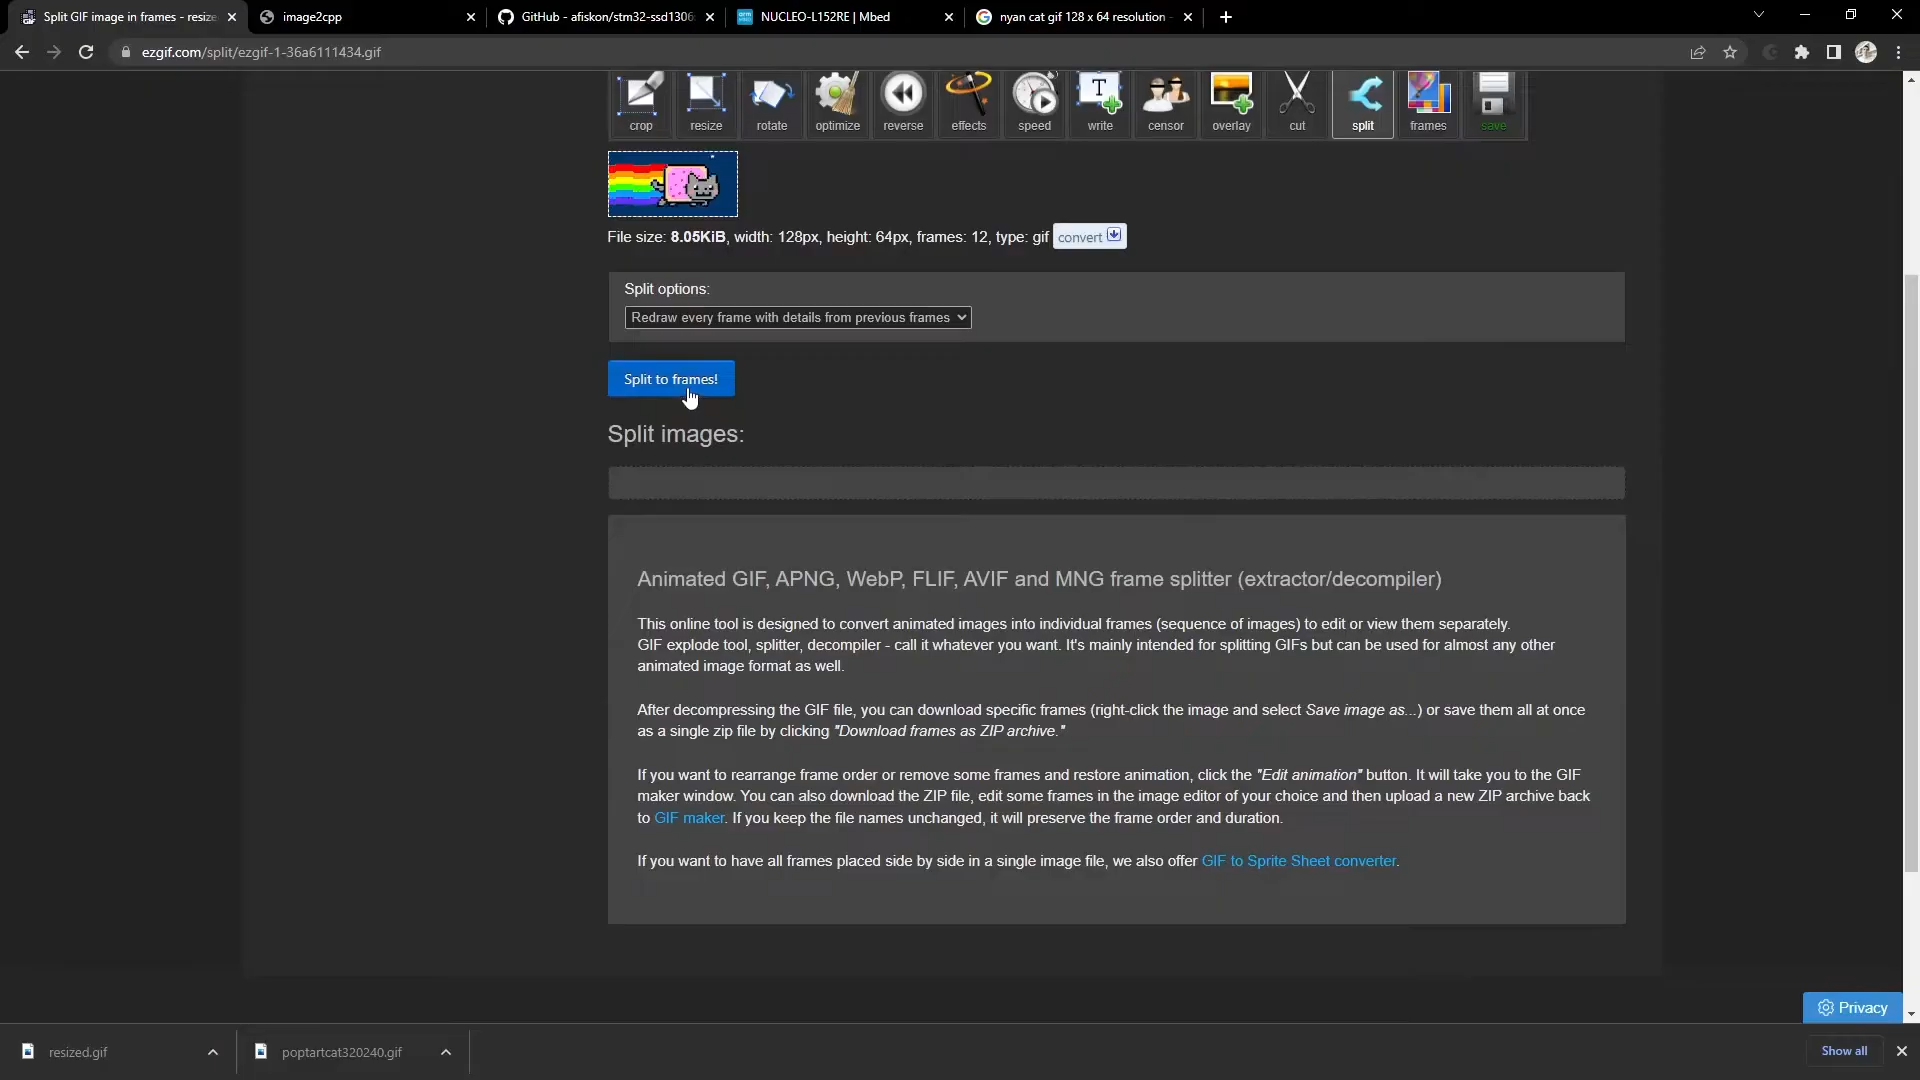 Split GIF image in frames - resize
image2cpp
GitHub - afiskon/stm32-ssd1306:
NUCLEO-L152RE | Mbed
nyan cat gif 128 x 64 resolution -
ezgif.com/split/ezgif-1-36a6111434.gif
crop
resize
rotate
optimize
reverse
effects
speed
T
write
censor
overlay
cut
split
frames
save
File size: 8.05KiB, width: 128px, height: 64px, frames: 12, type: gif convert
Split options:
Redraw every frame with details from previous frames
Split to frames!
Split images:
Animated GIF, APNG, WebP, FLIF, AVIF and MNG frame splitter (extractor/decompiler)
This online tool is designed to convert animated images into individual frames (sequence of images) to edit or view them separately.
GIF explode tool, splitter, decompiler - call it whatever you want. It's mainly intended for splitting GIFs but can be used for almost any other
animated image format as well.
After decompressing the GIF file, you can download specific frames (right-click the image and select Save image as...) or save them all at once
as a single zip file by clicking "Download frames as ZIP archive."
If you want to rearrange frame order or remove some frames and restore animation, click the "Edit animation" button. It will take you to the GIF
maker window. You can also download the ZIP file, edit some frames in the image editor of your choice and then upload a new ZIP archive back
to GIF maker. If you keep the file names unchanged, it will preserve the frame order and duration.
If you want to have all frames placed side by side in a single image file, we also offer GIF to Sprite Sheet converter.
Privacy
resized.gif
poptartcat320240.gif
Show all